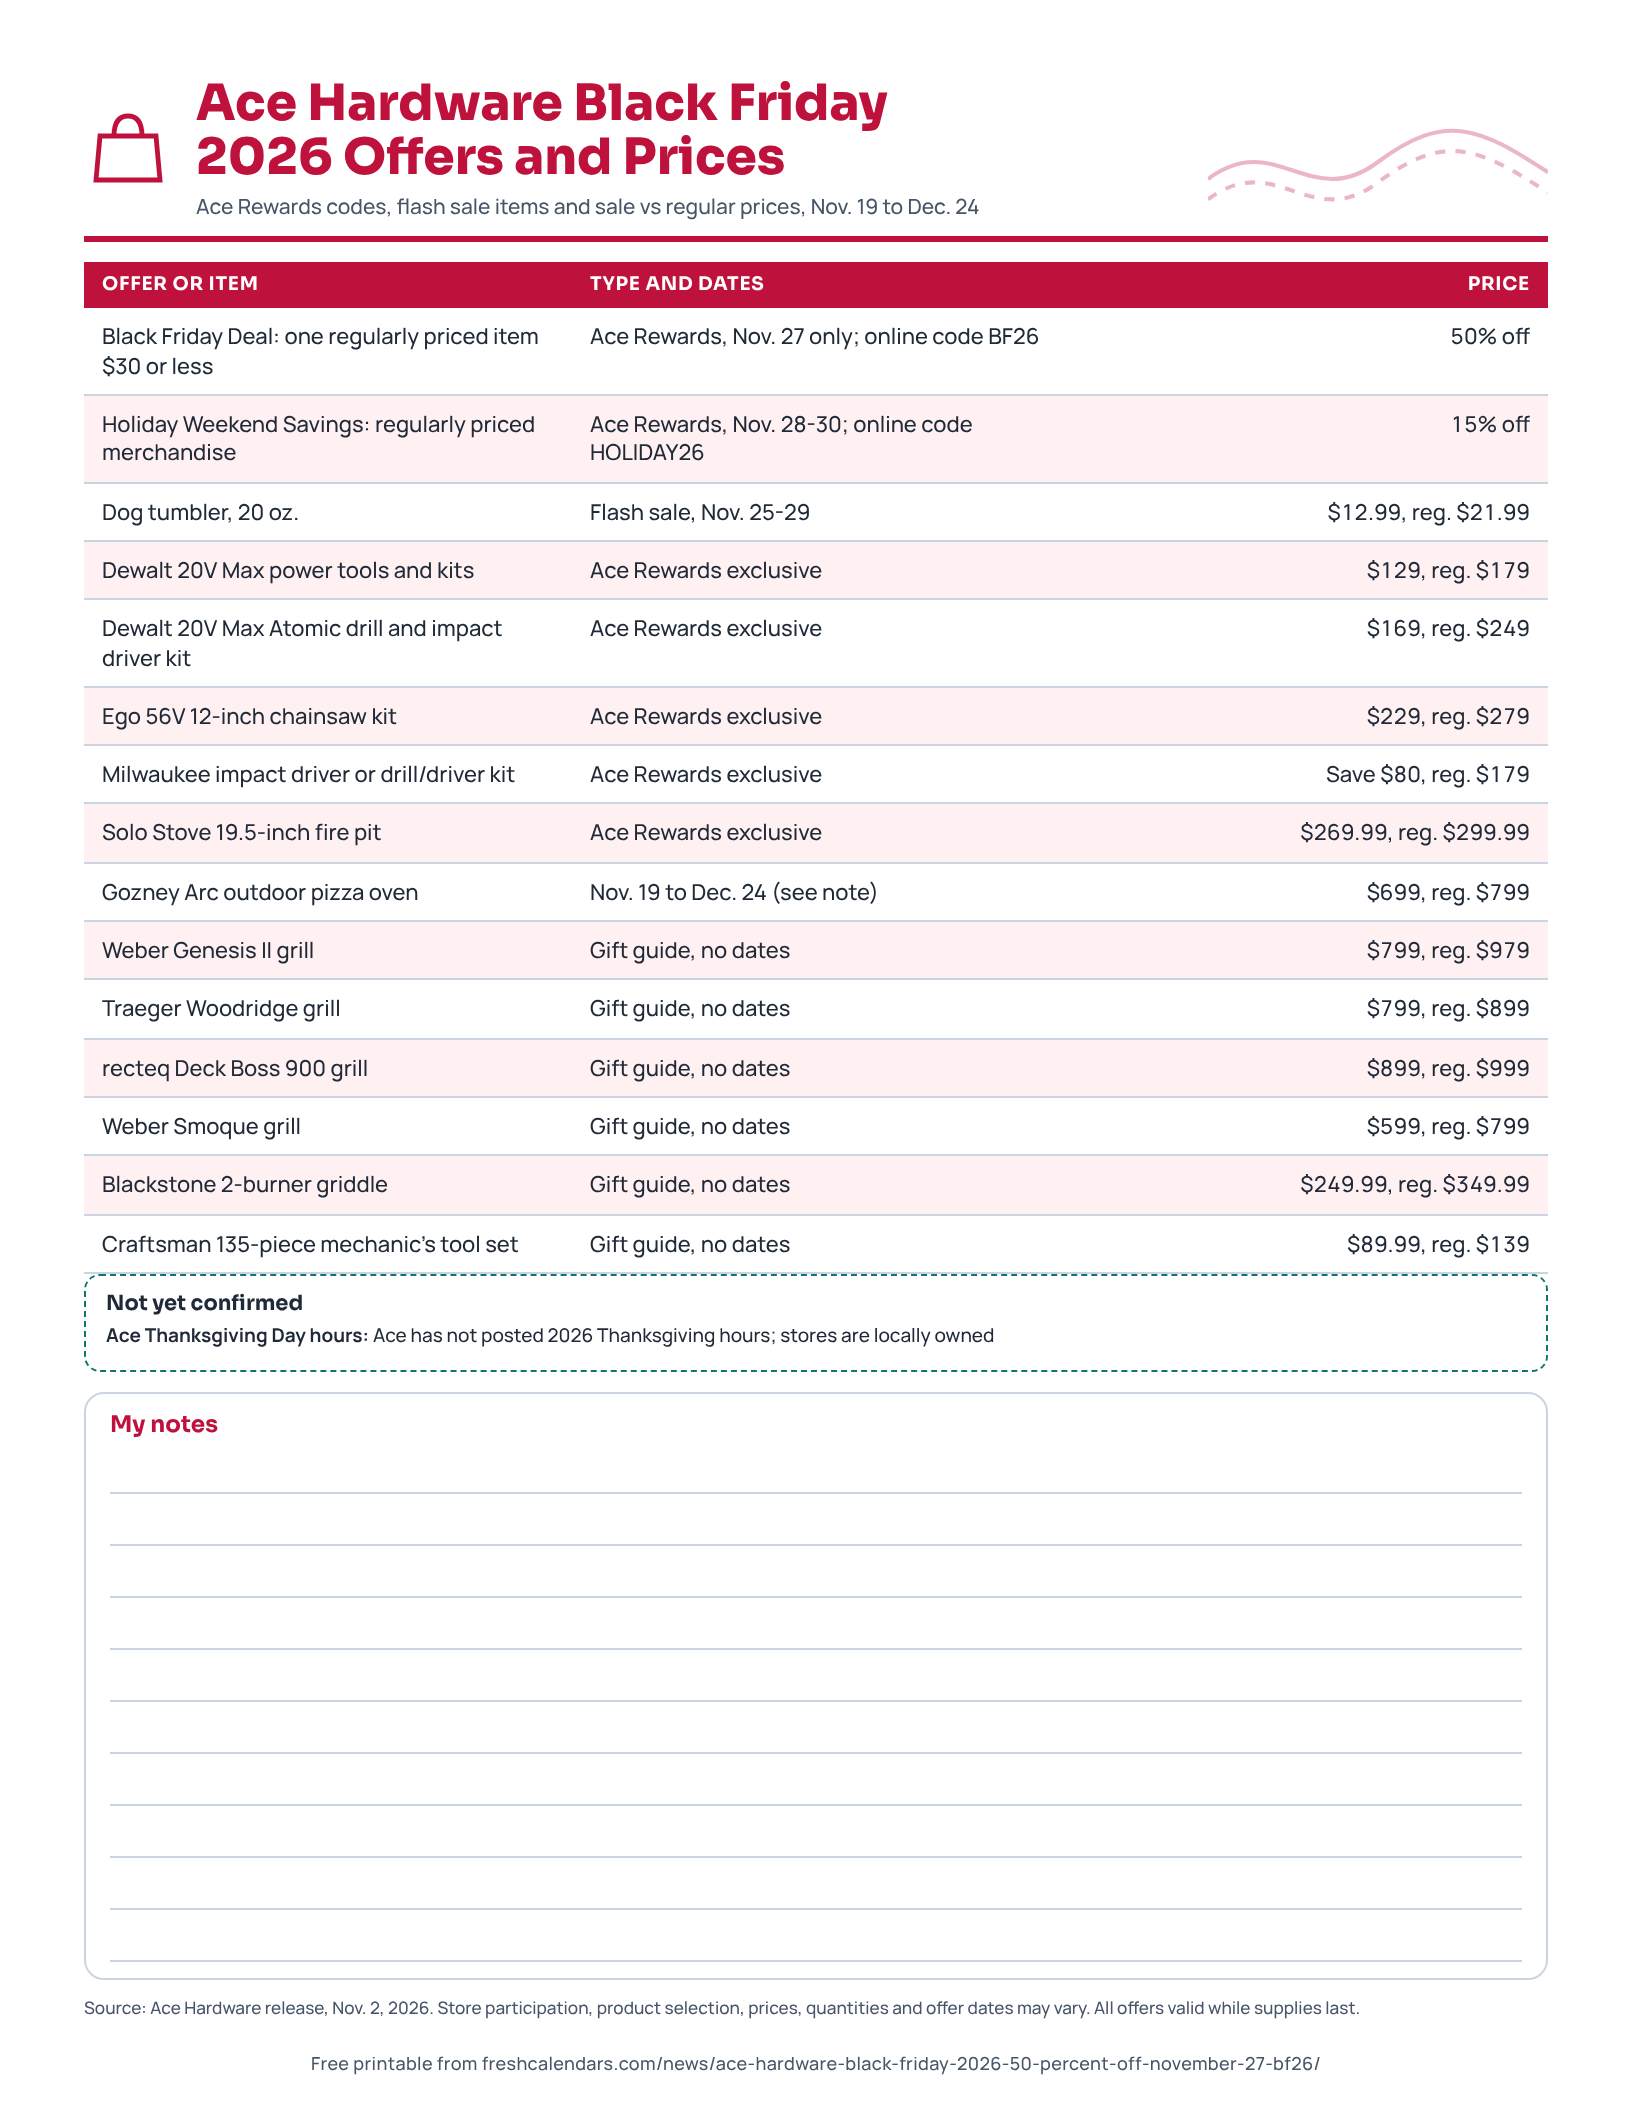 Ace Hardware Black Friday
2026 Offers and Prices
Ace Rewards codes, flash sale items and sale vs regular prices, Nov. 19 to Dec. 24
OFFER OR ITEM TYPE AND DATES PRICE
Black Friday Deal: one regularly priced item Ace Rewards, Nov. 27 only; online code BF26 50% off
$30 or less
Holiday Weekend Savings: regularly priced Ace Rewards, Nov. 28-30; online code 15% off
merchandise HOLIDAY26
Dog tumbler, 20 oz. Flash sale, Nov. 25-29 $12.99, reg. $21.99
Dewalt 20V Max power tools and kits Ace Rewards exclusive $129, reg. $179
Dewalt 20V Max Atomic drill and impact Ace Rewards exclusive $169, reg. $249
driver kit
Ego 56V 12-inch chainsaw kit Ace Rewards exclusive $229, reg. $279
Milwaukee impact driver or drill/driver kit Ace Rewards exclusive Save $80, reg. $179
Solo Stove 19.5-inch fire pit Ace Rewards exclusive $269.99, reg. $299.99
Gozney Arc outdoor pizza oven Nov. 19 to Dec. 24 (see note) $699, reg. $799
Weber Genesis II grill Gift guide, no dates $799, reg. $979
Traeger Woodridge grill Gift guide, no dates $799, reg. $899
recteq Deck Boss 900 grill Gift guide, no dates $899, reg. $999
Weber Smoque grill Gift guide, no dates $599, reg. $799
Blackstone 2-burner griddle Gift guide, no dates $249.99, reg. $349.99
Craftsman 135-piece mechanic’s tool set Gift guide, no dates $89.99, reg. $139
Not yet confirmed
Ace Thanksgiving Day hours: Ace has not posted 2026 Thanksgiving hours; stores are locally owned
My notes
Source: Ace Hardware release, Nov. 2, 2026. Store participation, product selection, prices, quantities and offer dates may vary. All offers valid while supplies last.
Free printable from freshcalendars.com/news/ace-hardware-black-friday-2026-50-percent-off-november-27-bf26/